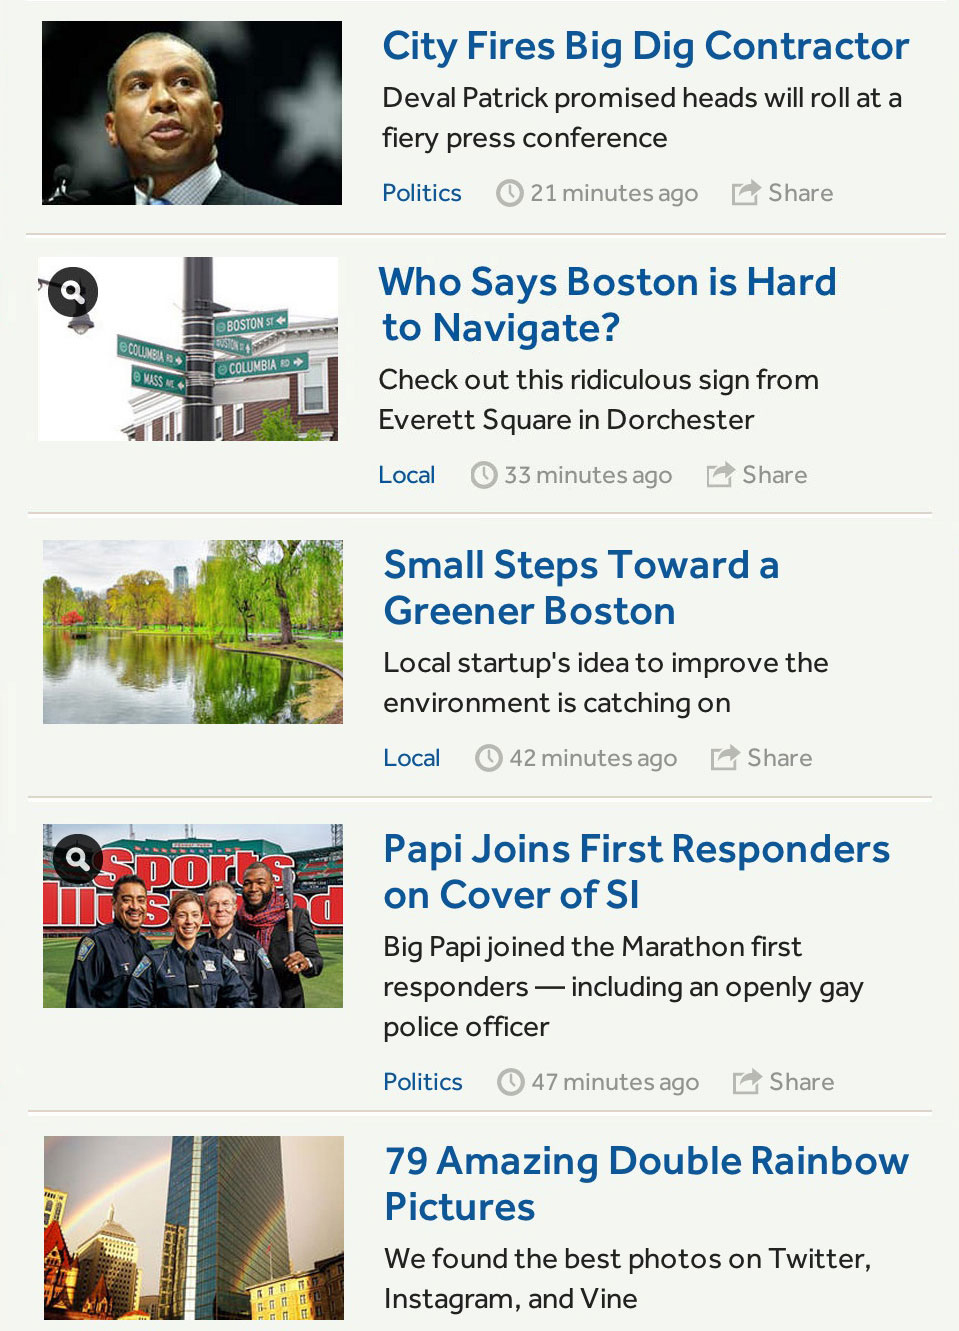 City Fires Big Dig Contractor
Deval Patrick promised heads will roll at a
fiery press conference
Politics 21 minutes ago Share
Who Says Boston is Hard
to Navigate?
BOSTON ST
COLUMBIA RD
COLUMBIA RD
MASS AVE
Check out this ridiculous sign from
Everett Square in Dorchester
Local 33 minutes ago Share
Small Steps Toward a
Greener Boston
Local startup's idea to improve the
environment is catching on
Local 42 minutes ago Share
Sports
Papi Joins First Responders
on Cover of SI
Big Papi joined the Marathon first
responders — including an openly gay
police officer
Politics 47 minutes ago Share
79 Amazing Double Rainbow
Pictures
We found the best photos on Twitter,
Instagram, and Vine